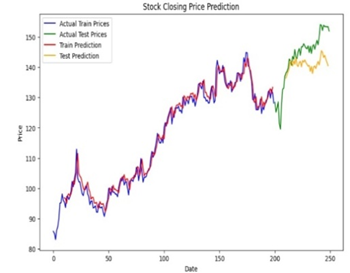 Stock Closing Price Prediction
Actual Train Prices
Actual Test Prices
Train Prediction
Test Prediction
150
140
130
120
110
100
90
80
Price
0
50
100
150
200
250
Date